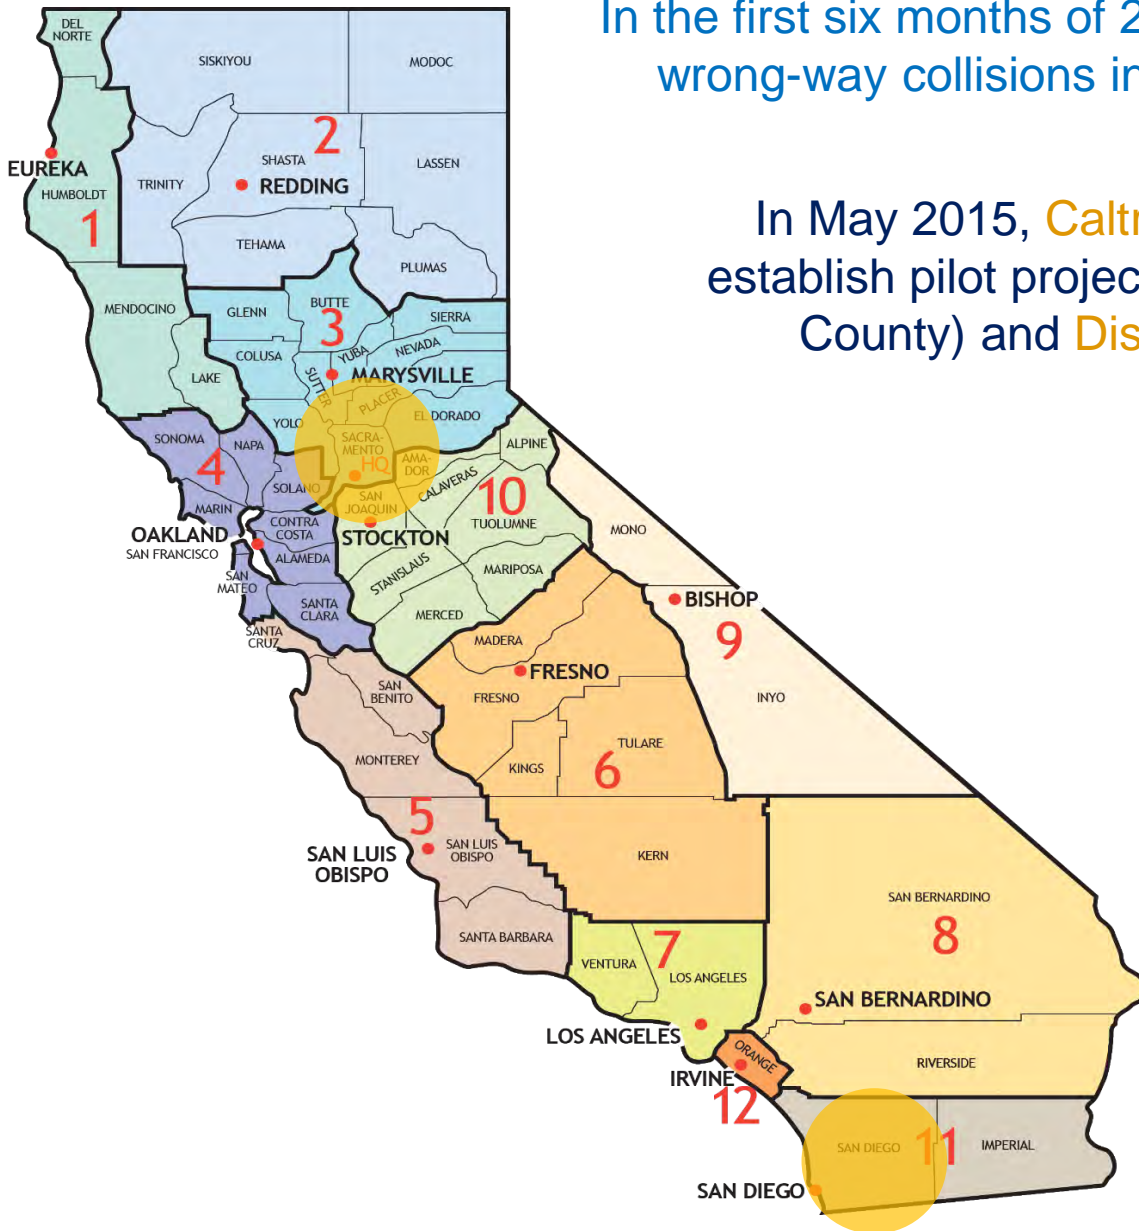 In the first six months of 2
wrong-way collisions in
In May 2015, Caltr
establish pilot projec
County) and Dis
DEL
NORTE
SISKIYOU
MODOC
2
EUREKA
HUMBOLDT
1
TRINITY
SHASTA
REDDING
LASSEN
TEHAMA
PLUMAS
MENDOCINO
GLENN
BUTTE
3
SIERRA
COLUSA
YUBA
NEVADA
LAKE
SUTTER
MARYSVILLE
PLACER
YOLO
EL DORADO
SONOMA
NAPA
4
SACRA-
MENTO
HQ
AMA-
DOR
ALPINE
SOLANO
CALAVERAS
10
MARIN
SAN
JOAQUIN
TUOLUMNE
OAKLAND
SAN FRANCISCO
CONTRA
COSTA
STOCKTON
MONO
ALAMEDA
STANISLAUS
MARIPOSA
SAN
MATEO
SANTA
CLARA
MERCED
BISHOP
9
SANTA
CRUZ
MADERA
FRESNO
SAN
BENITO
FRESNO
INYO
MONTEREY
KINGS
TULARE
6
5
SAN LUIS
OBISPO
SAN LUIS
OBISPO
KERN
SAN BERNARDINO
8
SANTA BARBARA
VENTURA
7
LOS ANGELES
SAN BERNARDINO
LOS ANGELES
ORANGE
IRVINE
12
RIVERSIDE
SAN DIEGO
11
IMPERIAL
SAN DIEGO